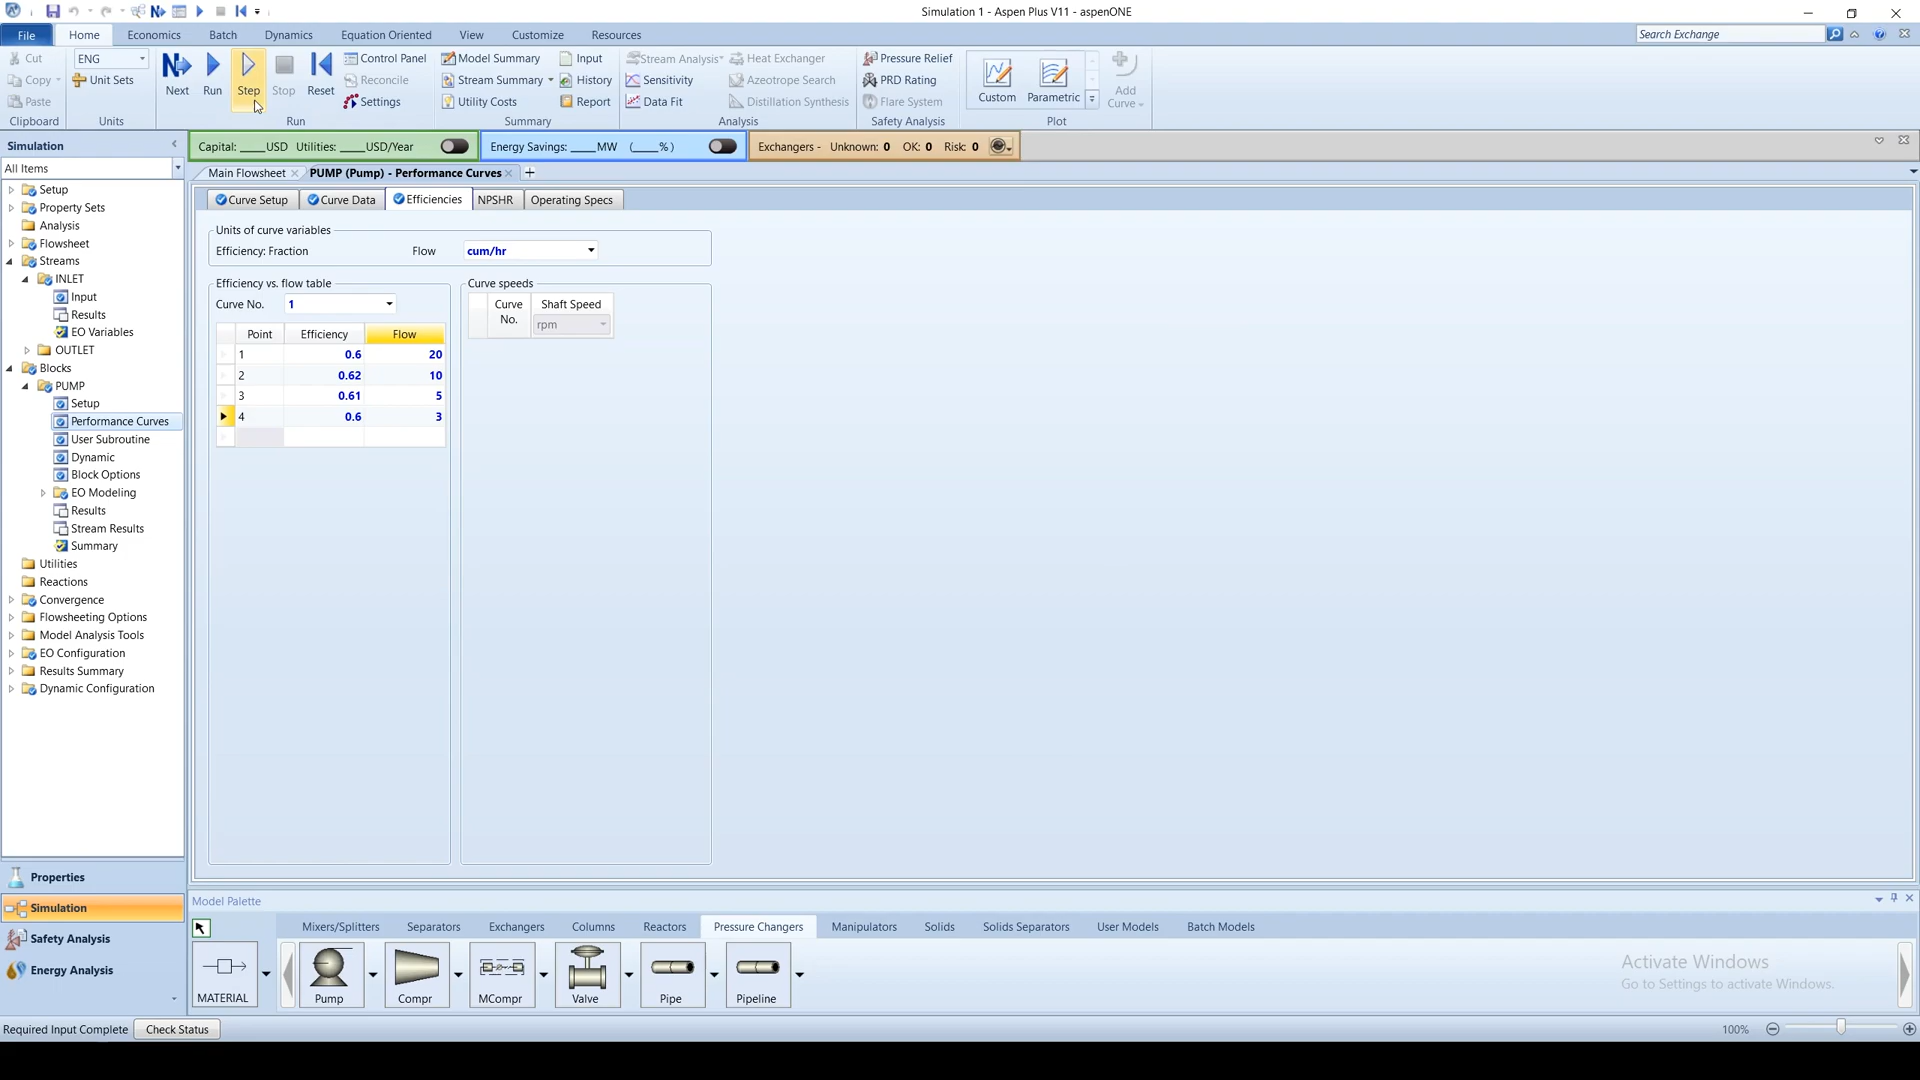 Simulation 1 - Aspen Plus V11 - aspenONE
File Home Economics Batch Dynamics Equation Oriented View Customize Resources Search Exchange
Cut ENG Control Panel Model Summary Input Stream Analysis Heat Exchanger Pressure Relief
Copy Unit Sets Next Run Step Stop Reset Reconcile Stream Summary History Sensitivity Azeotrope Search PRD Rating Custom Parametric Add Curve
Paste Settings Utility Costs Report Data Fit Distillation Synthesis Flare System
Clipboard Units Run Summary Analysis Safety Analysis Plot
Simulation Capital: ____USD Utilities: ____USD/Year Energy Savings: ____MW (____%) Exchangers - Unknown: 0 OK: 0 Risk: 0
All Items Main Flowsheet PUMP (Pump) - Performance Curves +
Setup
Property Sets
Analysis
Flowsheet
Streams
INLET
Input
Results
EO Variables
OUTLET
Blocks
PUMP
Setup
Performance Curves
User Subroutine
Dynamic
Block Options
EO Modeling
Results
Stream Results
Summary
Utilities
Reactions
Convergence
Flowsheeting Options
Model Analysis Tools
EO Configuration
Results Summary
Dynamic Configuration
Properties
Simulation
Safety Analysis
Energy Analysis
Curve Setup Curve Data Efficiencies NPSHR Operating Specs
Units of curve variables
Efficiency: Fraction Flow cum/hr
Efficiency vs. flow table
Curve No. 1
Point Efficiency Flow
1 0.6 20
2 0.62 10
3 0.61 5
4 0.6 3
Curve speeds
Curve No. Shaft Speed
rpm
Model Palette
Mixers/Splitters Separators Exchangers Columns Reactors Pressure Changers Manipulators Solids Solids Separators User Models Batch Models
MATERIAL Pump Compr MCompr Valve Pipe Pipeline
Activate Windows
Go to Settings to activate Windows.
Required Input Complete Check Status 100%